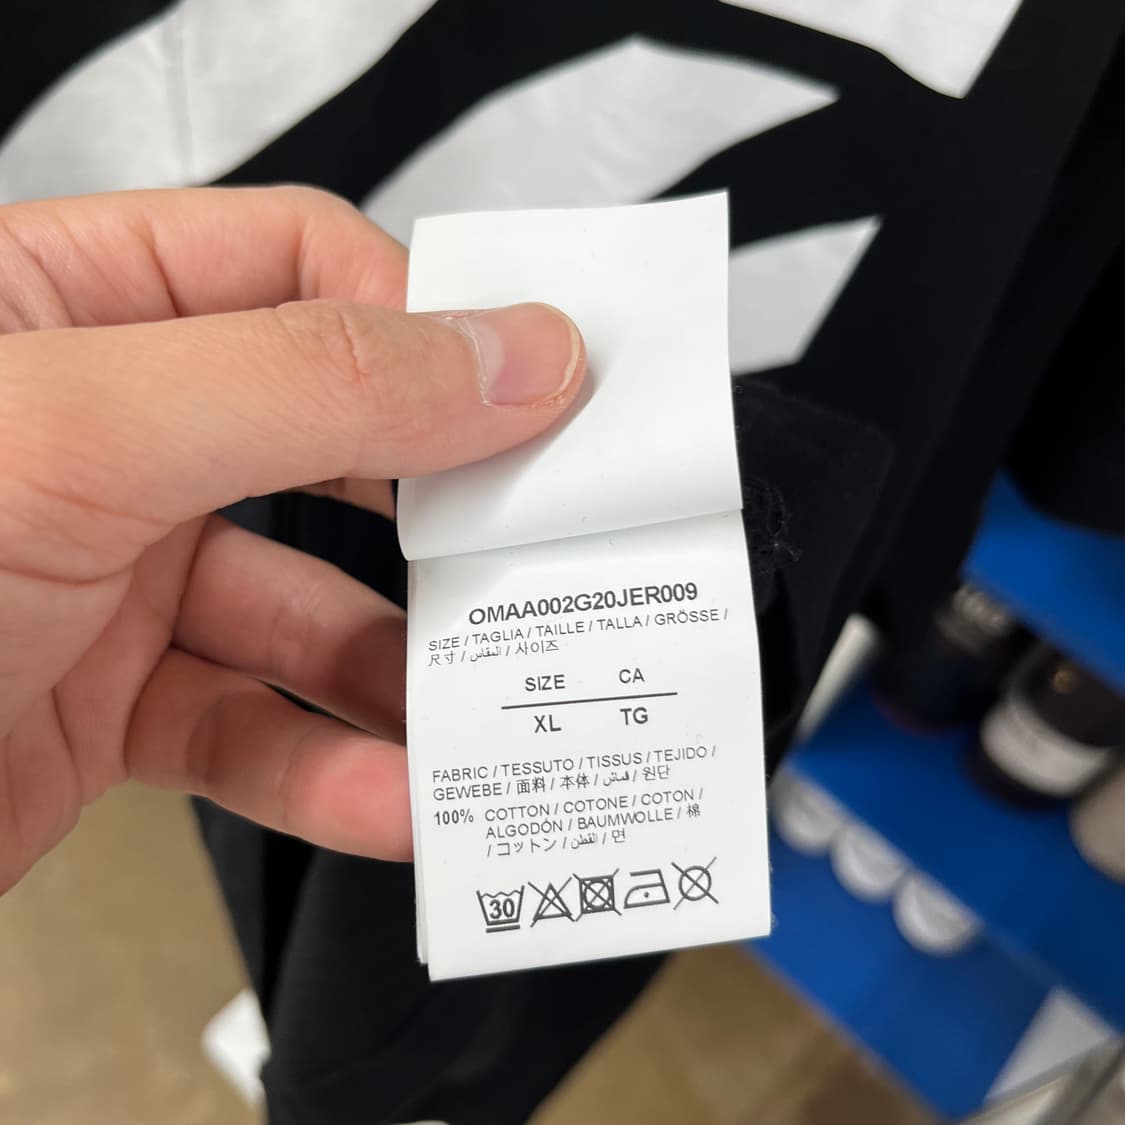 OMAA002G20JER009
SIZE / TAGLIA / TAILLE / TALLA / GRÖSSE /
尺寸 / المقاس / 사이즈
SIZE CA
XL TG
FABRIC / TESSUTO / TISSUS / TEJIDO /
GEWEBE / 面料 / 本体 / قماش / 원단
100% COTTON / COTONE / COTON /
ALGODÓN / BAUMWOLLE / 棉
/ コットン / القطن / 면
30